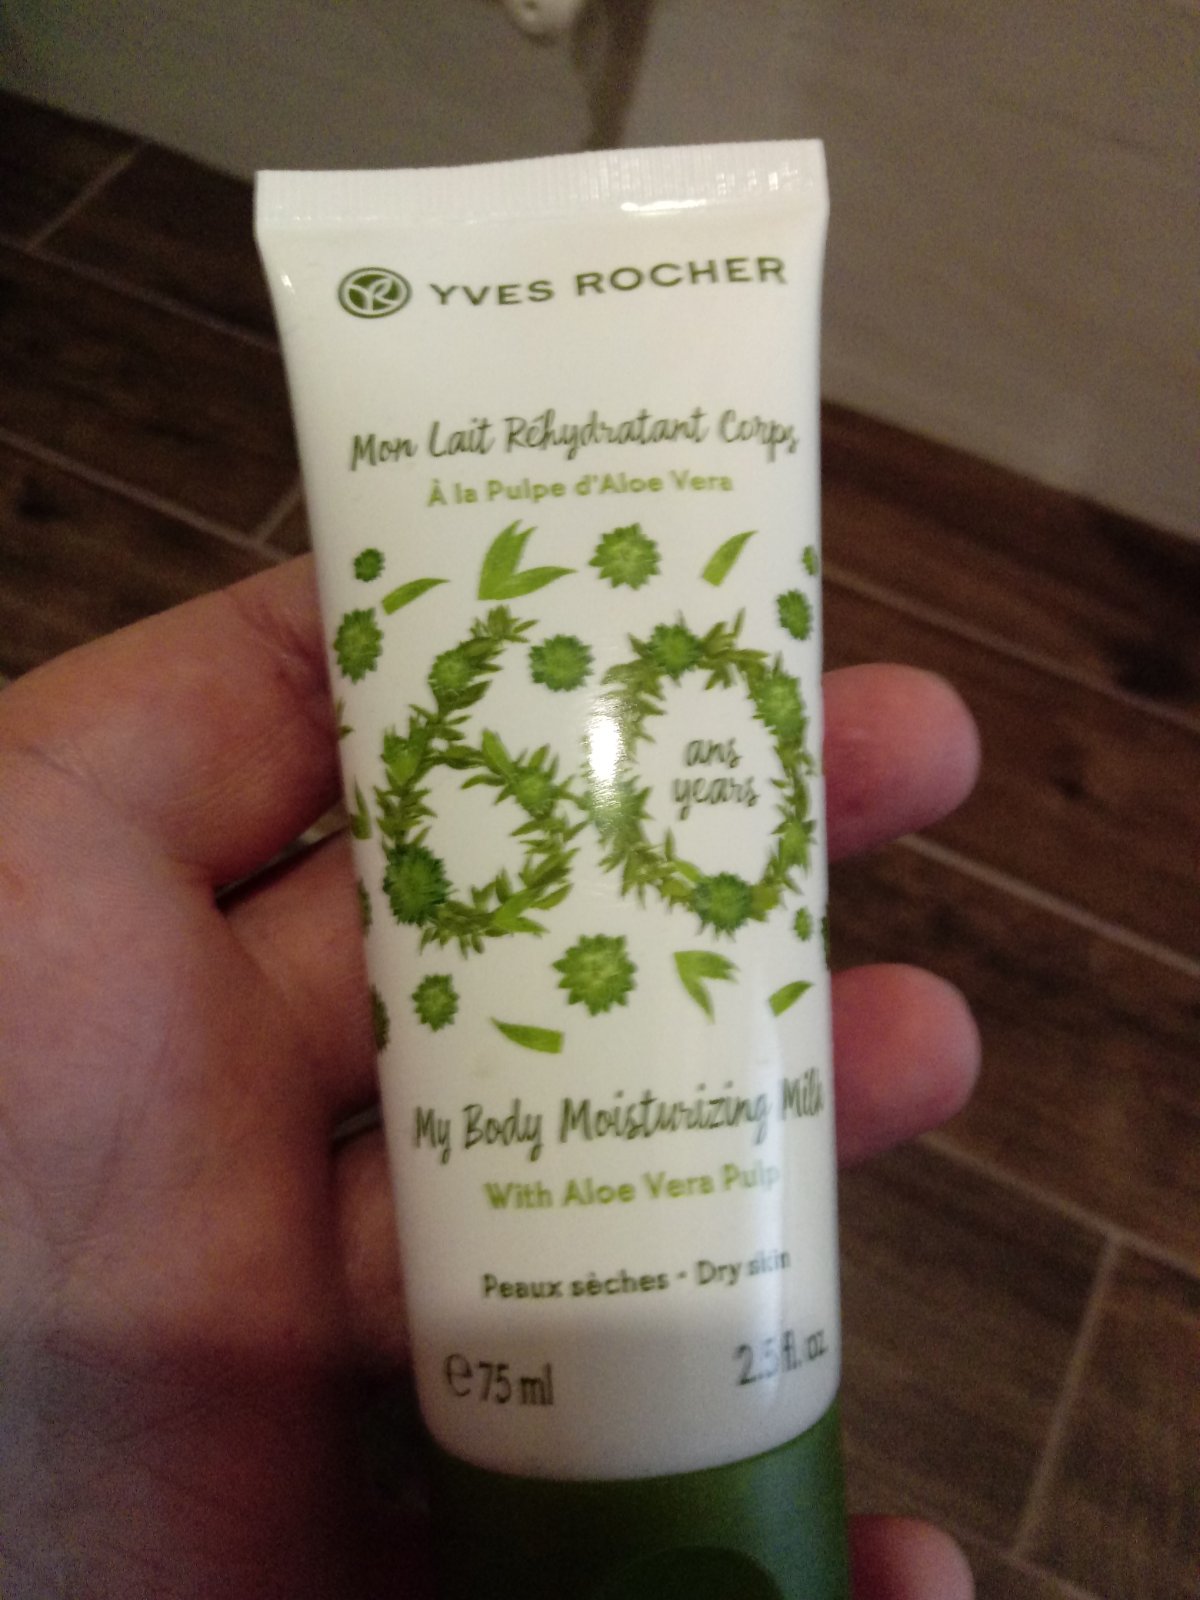 YVES ROCHER
Mon Lait Réhydratant Corps
À la Pulpe d'Aloe Vera
60
ans
years
My Body Moisturizing Milk
With Aloe Vera Pulp
Peaux sèches - Dry skin
℮ 75 ml 2.5 fl. oz